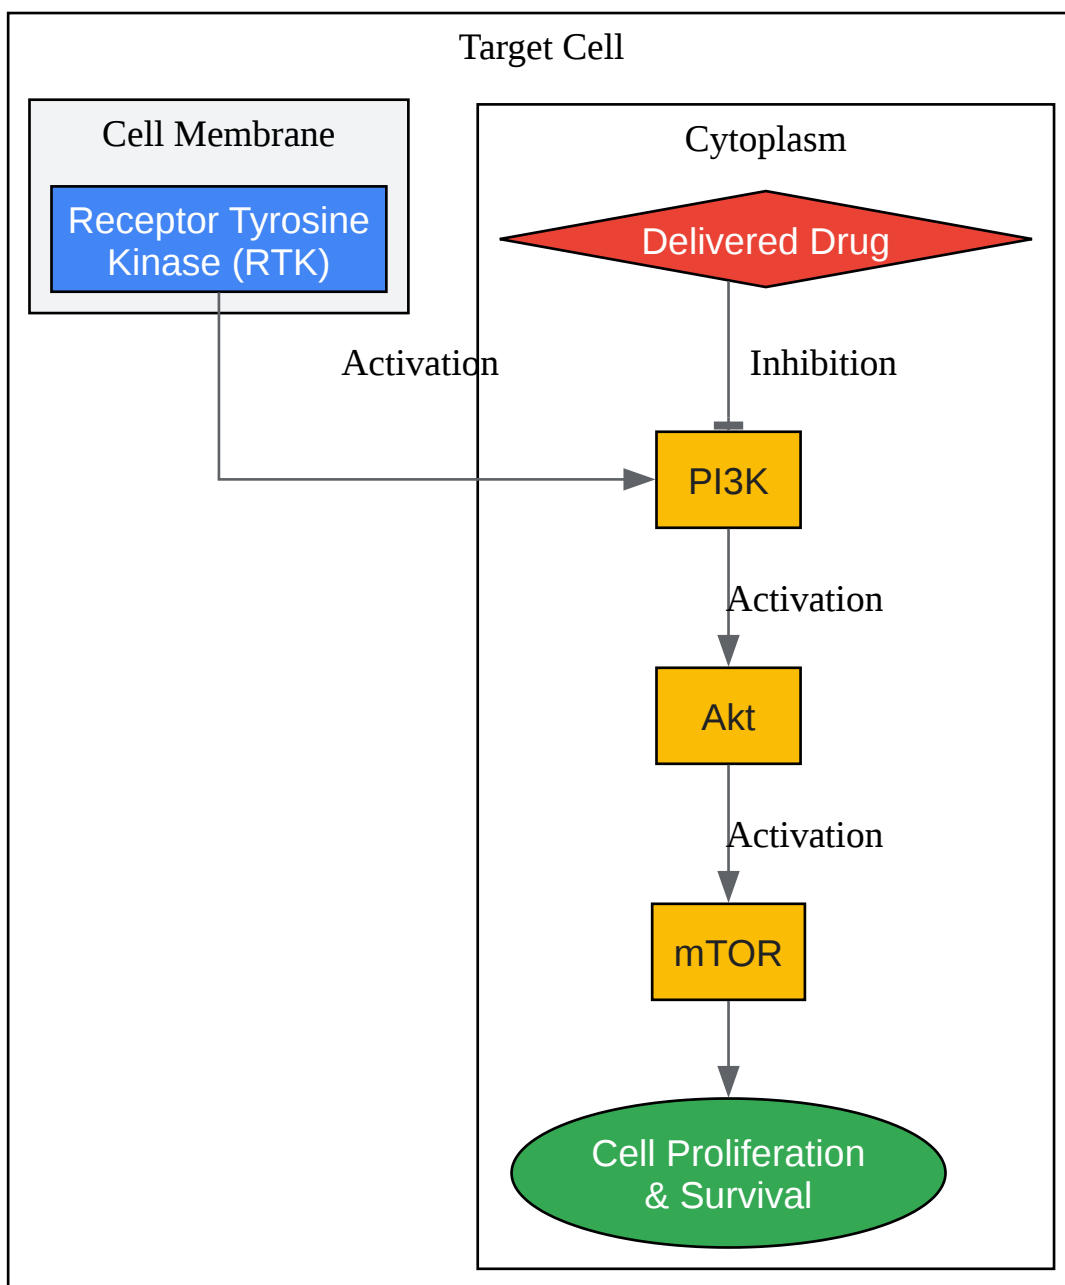 Target Cell
Cell Membrane
Receptor Tyrosine
Kinase (RTK)
Cytoplasm
Delivered Drug
Activation
Inhibition
PI3K
Activation
Akt
Activation
mTOR
Cell Proliferation
& Survival